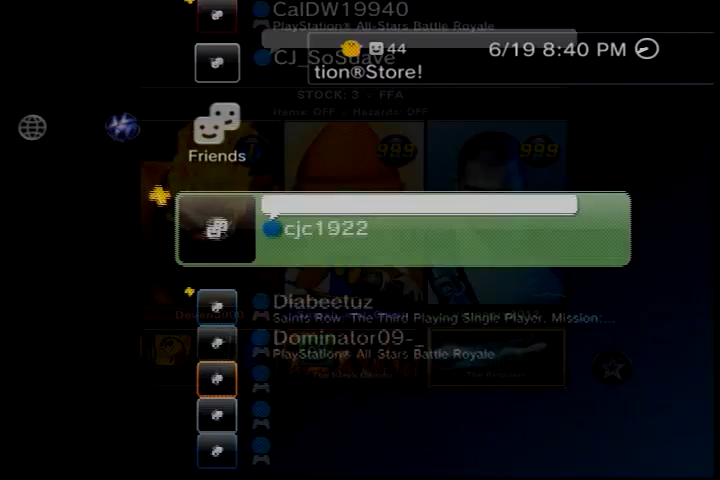 CalDW19940
PlayStation® All-Stars Battle Royale
44
6/19 8:40 PM
CJ_SoSuave
tion®Store!
STOCK: 3 - FFA
Items: OFF - Hazards: OFF
999
999
Friends
cjc1922
Diabeetuz
Saints Row: The Third Playing Single Player. Mission:...
Dominator09-_
PlayStation® All-Stars Battle Royale